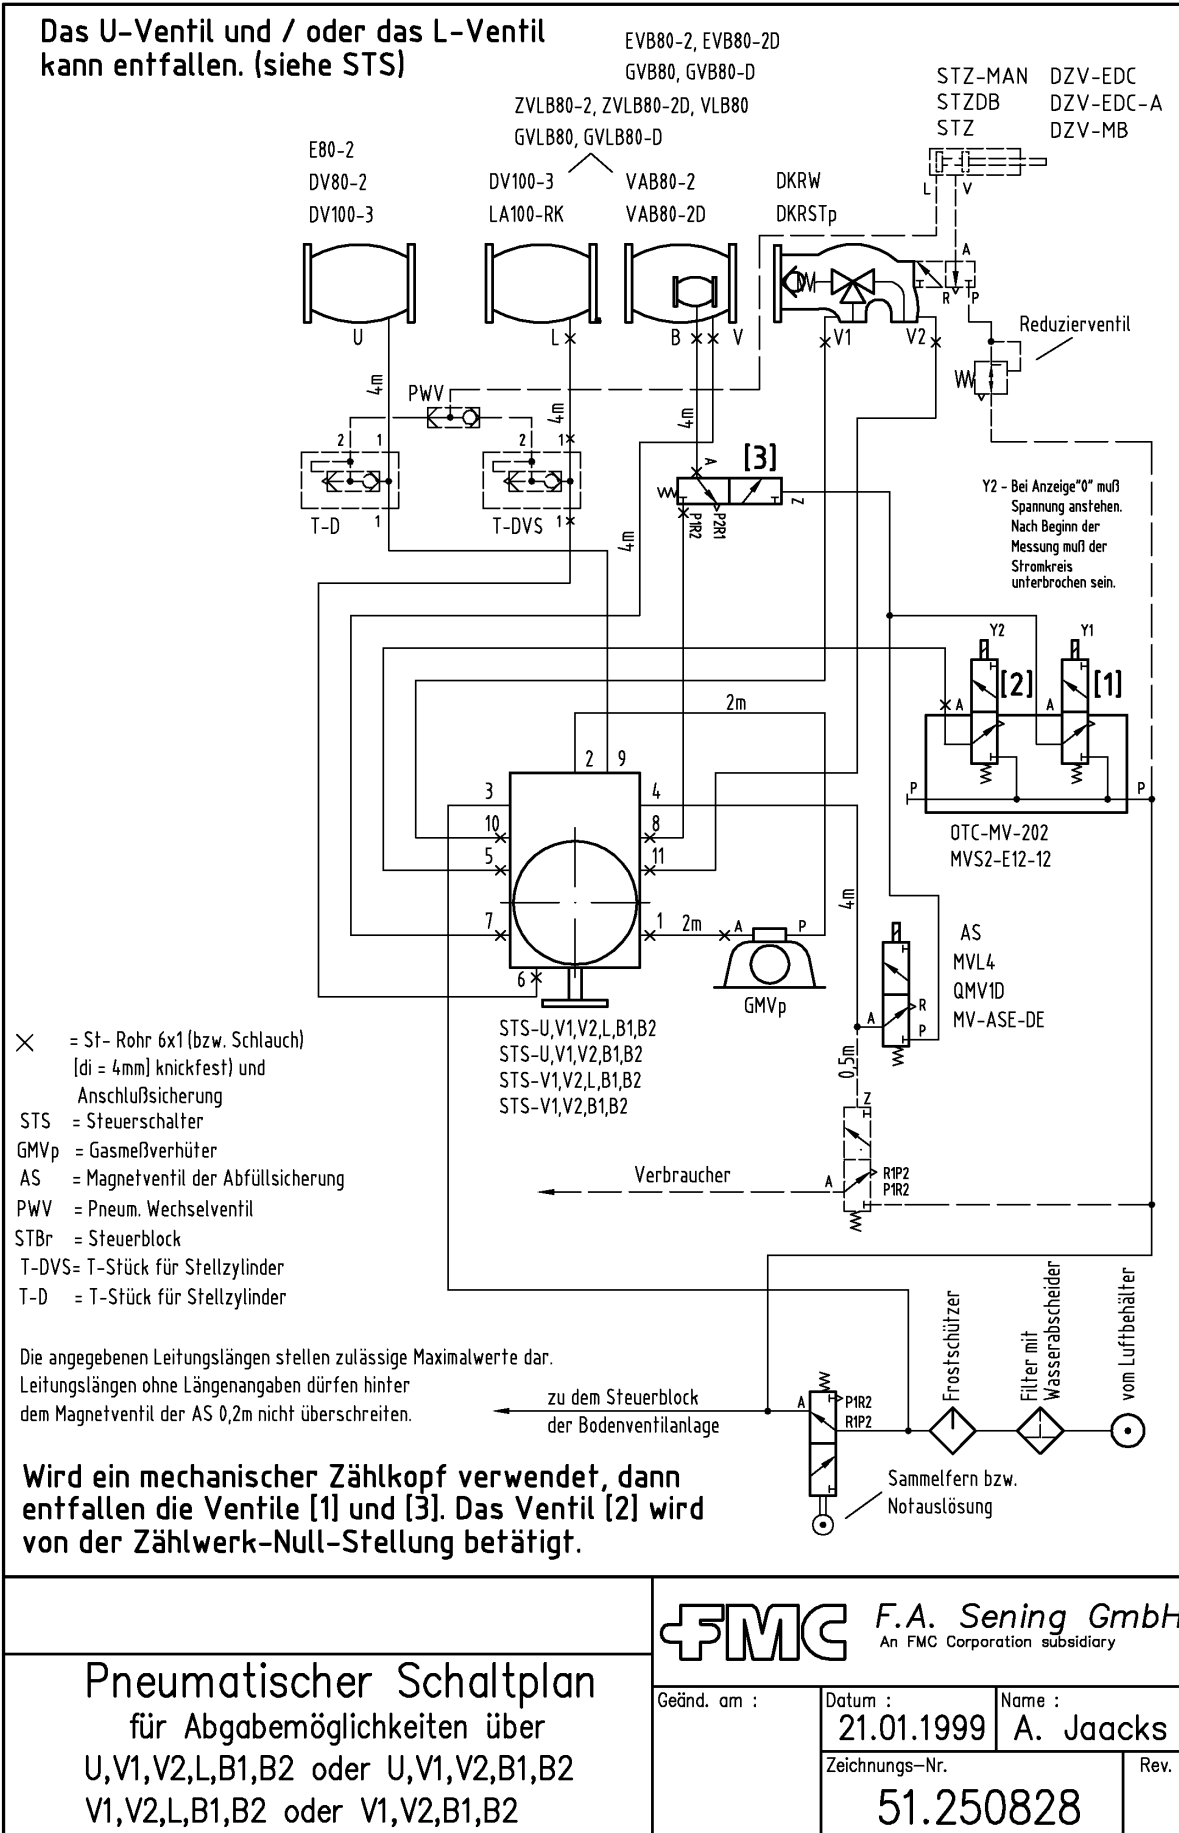 Das U-Ventil und / oder das L-Ventil
kann entfallen. (siehe STS)
EVB80-2, EVB80-2D
GVB80, GVB80-D
ZVLB80-2, ZVLB80-2D, VLB80
GVLB80, GVLB80-D
STZ-MAN DZV-EDC
STZDB DZV-EDC-A
STZ DZV-MB
E80-2
DV80-2
DV100-3
DV100-3
LA100-RK
VAB80-2
VAB80-2D
DKRW
DKRSTp
L V
A
R P
U
L
B V
V1 V2
Reduzierventil
4m
PWV
4m
4m
2 1
2 1
A
[3]
Z
T-D 1
T-DVS 1
4m
P1R2
P2R1
Y2 - Bei Anzeige"0" muß
Spannung anstehen.
Nach Beginn der
Messung muß der
Stromkreis
unterbrochen sein.
Y2 Y1
[2] [1]
A A
P P
OTC-MV-202
MVS2-E12-12
2m
2 9
3 4
10 8
5 11
7 1
6
2m
A P
GMVp
4m
AS
MVL4
QMV1D
MV-ASE-DE
A R
P
STS-U,V1,V2,L,B1,B2
STS-U,V1,V2,B1,B2
STS-V1,V2,L,B1,B2
STS-V1,V2,B1,B2
0,5m
Z
Verbraucher
A
R1P2
P1R2
= St- Rohr 6x1 (bzw. Schlauch)
[di = 4mm] knickfest) und
Anschlußsicherung
STS = Steuerschalter
GMVp = Gasmeßverhüter
AS = Magnetventil der Abfüllsicherung
PWV = Pneum. Wechselventil
STBr = Steuerblock
T-DVS= T-Stück für Stellzylinder
T-D = T-Stück für Stellzylinder
Die angegebenen Leitungslängen stellen zulässige Maximalwerte dar.
Leitungslängen ohne Längenangaben dürfen hinter
dem Magnetventil der AS 0,2m nicht überschreiten.
zu dem Steuerblock
der Bodenventilanlage
A
P1R2
R1P2
Frostschützer
Filter mit
Wasserabscheider
vom Luftbehälter
Sammelfern bzw.
Notauslösung
Wird ein mechanischer Zählkopf verwendet, dann
entfallen die Ventile [1] und [3]. Das Ventil [2] wird
von der Zählwerk-Null-Stellung betätigt.
FMC
F.A. Sening GmbH
An FMC Corporation subsidiary
Pneumatischer Schaltplan
für Abgabemöglichkeiten über
U,V1,V2,L,B1,B2 oder U,V1,V2,B1,B2
V1,V2,L,B1,B2 oder V1,V2,B1,B2
Geänd. am :
Datum :
21.01.1999
Name :
A. Jaacks
Zeichnungs-Nr.
51.250828
Rev.